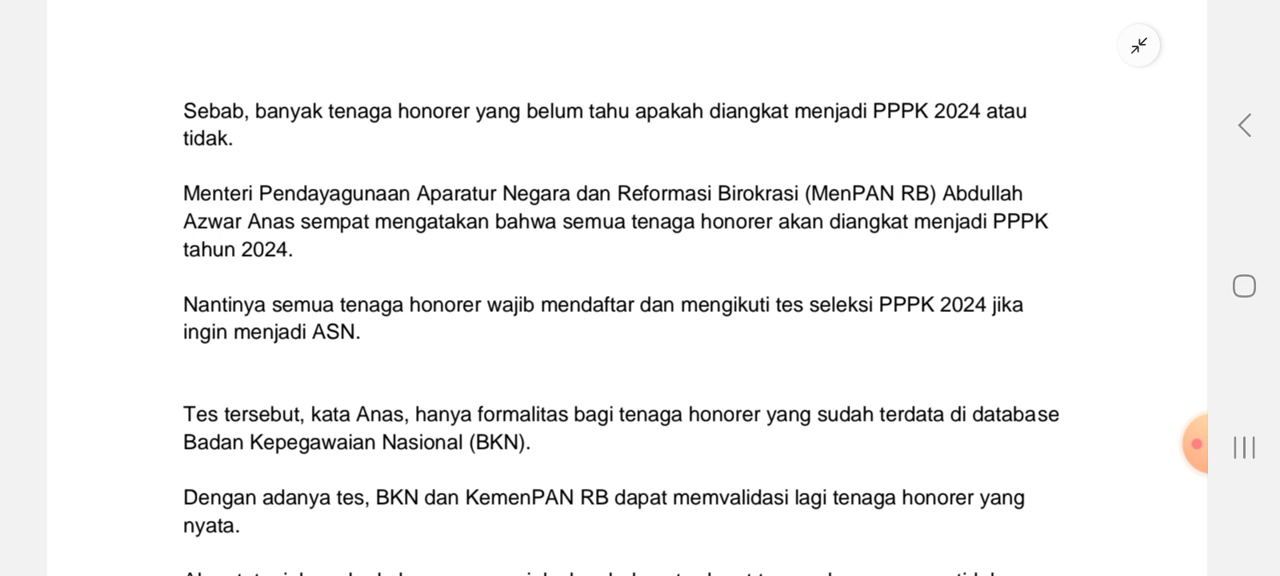 Sebab, banyak tenaga honorer yang belum tahu apakah diangkat menjadi PPPK 2024 atau
tidak.
Menteri Pendayagunaan Aparatur Negara dan Reformasi Birokrasi (MenPAN RB) Abdullah
Azwar Anas sempat mengatakan bahwa semua tenaga honorer akan diangkat menjadi PPPK
tahun 2024.
Nantinya semua tenaga honorer wajib mendaftar dan mengikuti tes seleksi PPPK 2024 jika
ingin menjadi ASN.
Tes tersebut, kata Anas, hanya formalitas bagi tenaga honorer yang sudah terdata di database
Badan Kepegawaian Nasional (BKN).
Dengan adanya tes, BKN dan KemenPAN RB dapat memvalidasi lagi tenaga honorer yang
nyata.